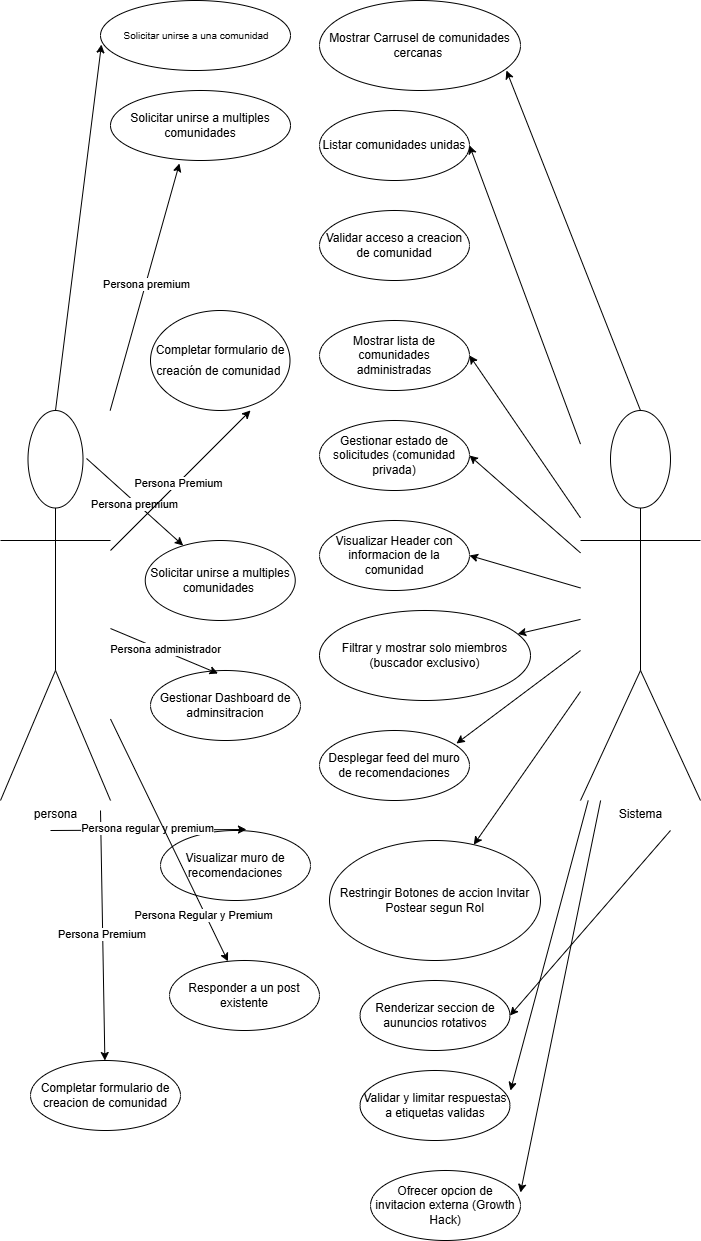 Solicitar unirse a una comunidad
Mostrar Carrusel de comunidades
cercanas
Solicitar unirse a multiples
comunidades
Listar comunidades unidas
Validar acceso a creacion
de comunidad
Persona premium
Completar formulario de
creación de comunidad
Mostrar lista de
comunidades
administradas
Gestionar estado de
solicitudes (comunidad
privada)
Persona Premium
Persona premium
Solicitar unirse a multiples
comunidades
Visualizar Header con
informacion de la
comunidad
Persona administrador
Filtrar y mostrar solo miembros
(buscador exclusivo)
Gestionar Dashboard de
adminsitracion
Desplegar feed del muro
de recomendaciones
persona
Sistema
Persona regular y premium
Visualizar muro de
recomendaciones
Restringir Botones de accion Invitar
Postear segun Rol
Persona Regular y Premium
Persona Premium
Responder a un post
existente
Renderizar seccion de
aununcios rotativos
Completar formulario de
creacion de comunidad
Validar y limitar respuestas
a etiquetas validas
Ofrecer opcion de
invitacion externa (Growth
Hack)